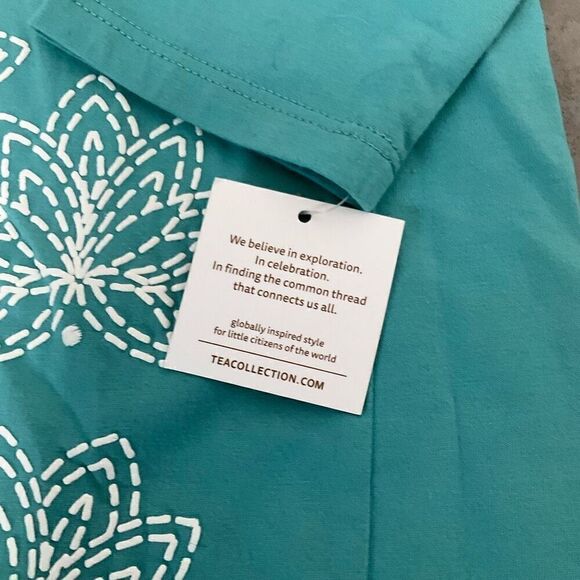 We believe in exploration.
In celebration.
In finding the common thread
that connects us all.
globally inspired style
for little citizens of the world
TEACOLLECTION.COM